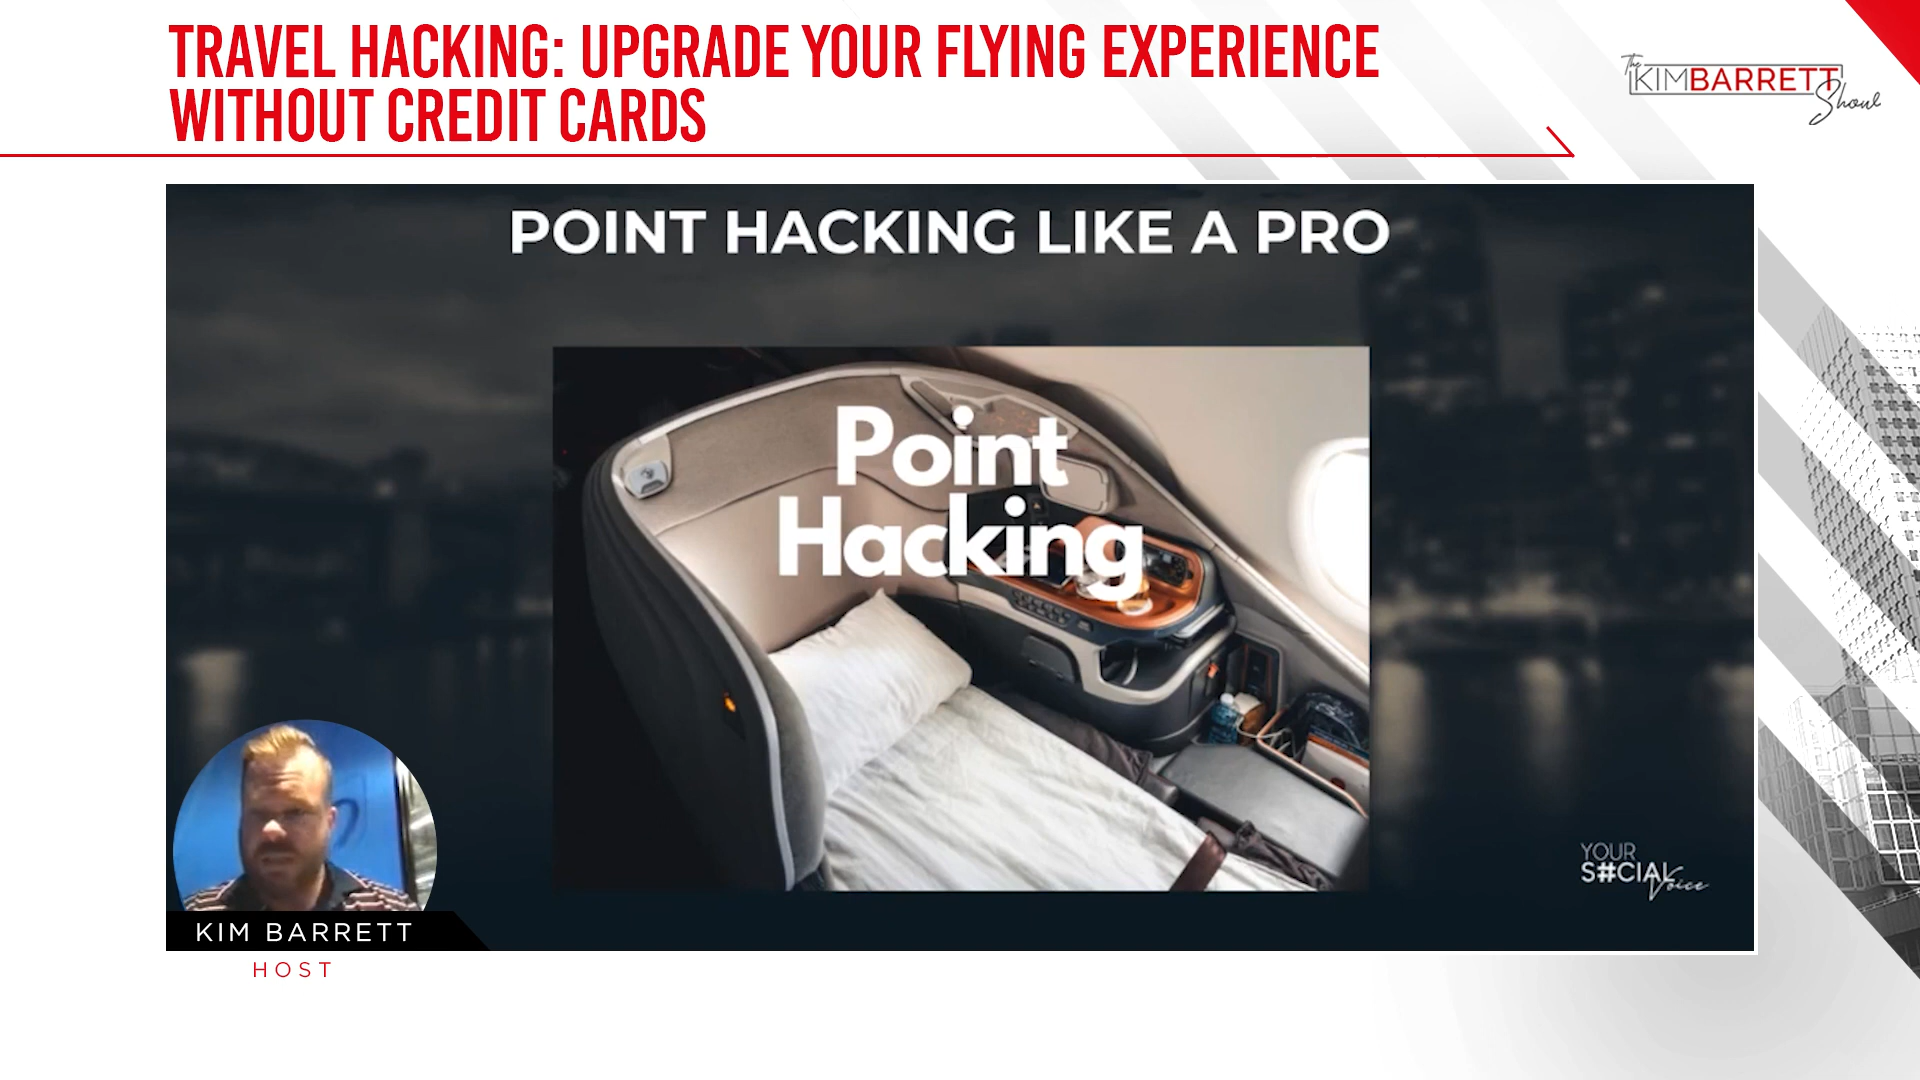 TRAVEL HACKING: UPGRADE YOUR FLYING EXPERIENCE
WITHOUT CREDIT CARDS
The
KIMBARRETT
Show
POINT HACKING LIKE A PRO
Point
Hacking
YOUR
S#CIAL
Voice
KIM BARRETT
HOST